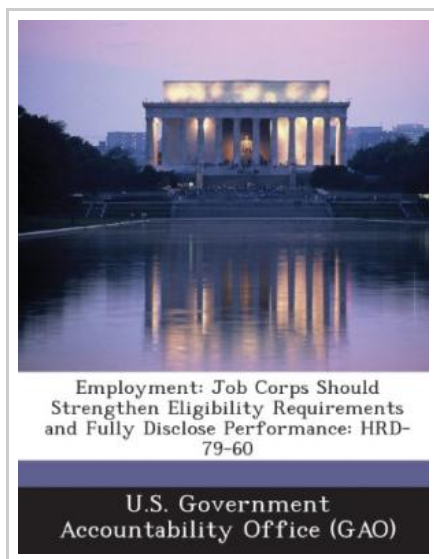 Employment: Job Corps Should
Strengthen Eligibility Requirements
and Fully Disclose Performance: HRD-
79-60
U.S. Government
Accountability Office (GAO)